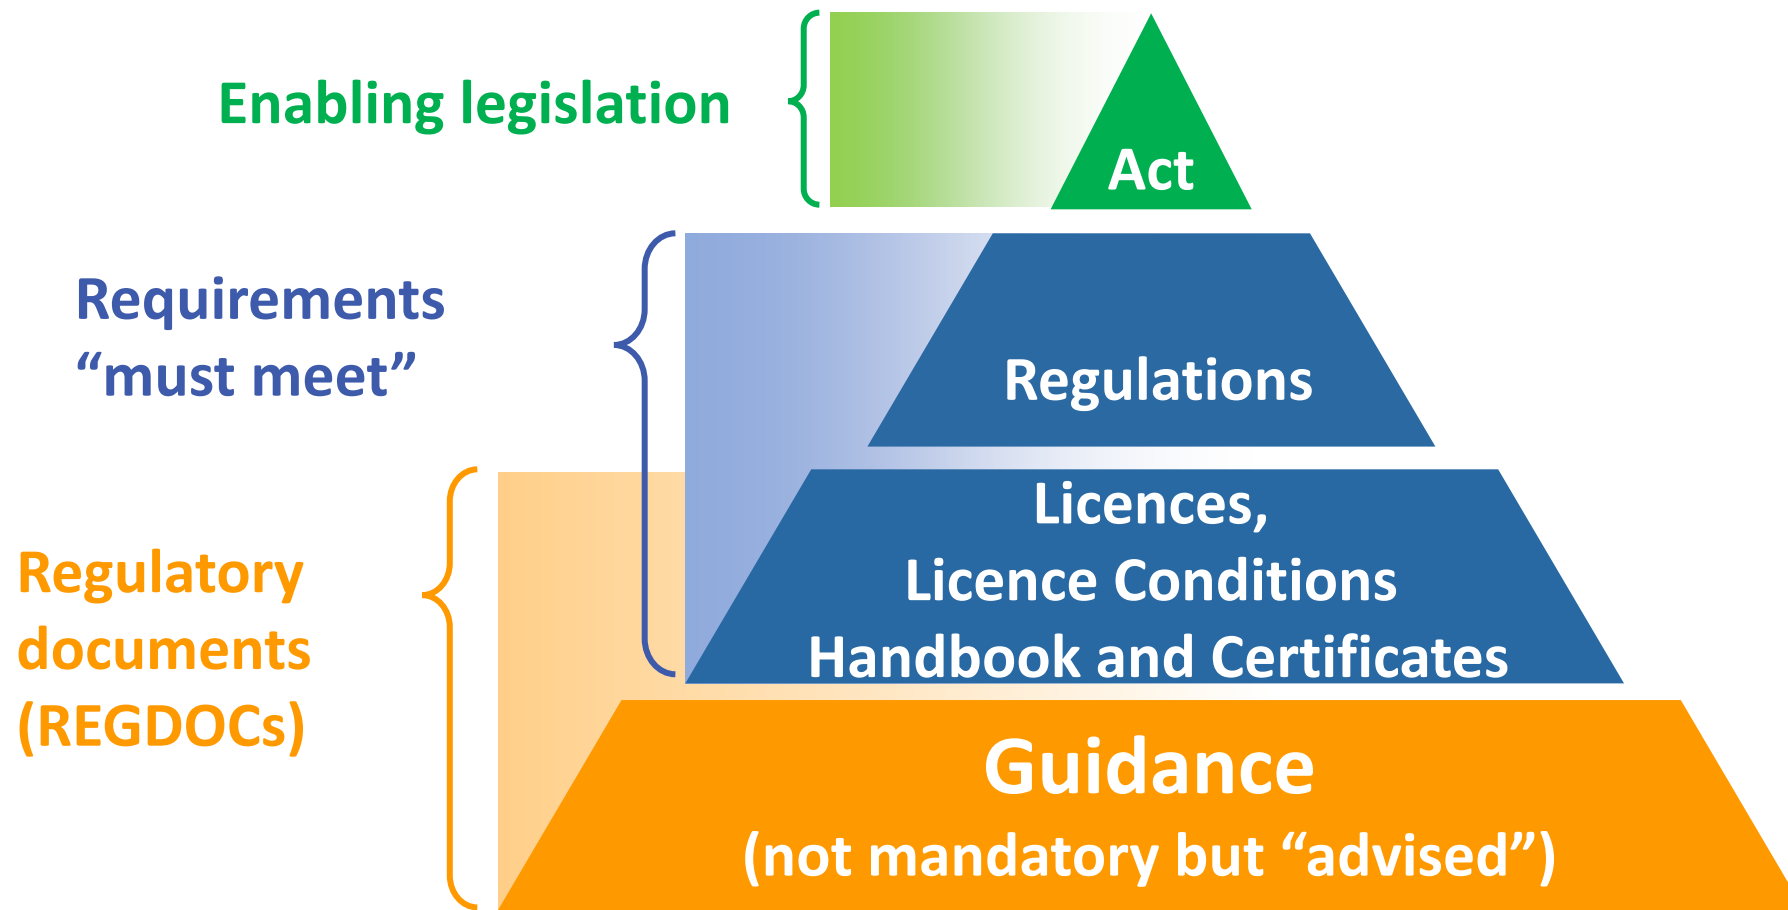 Enabling legislation
Act
Requirements
“must meet”
Regulations
Regulatory
documents
(REGDOCs)
Licences,
Licence Conditions
Handbook and Certificates
Guidance
(not mandatory but “advised”)